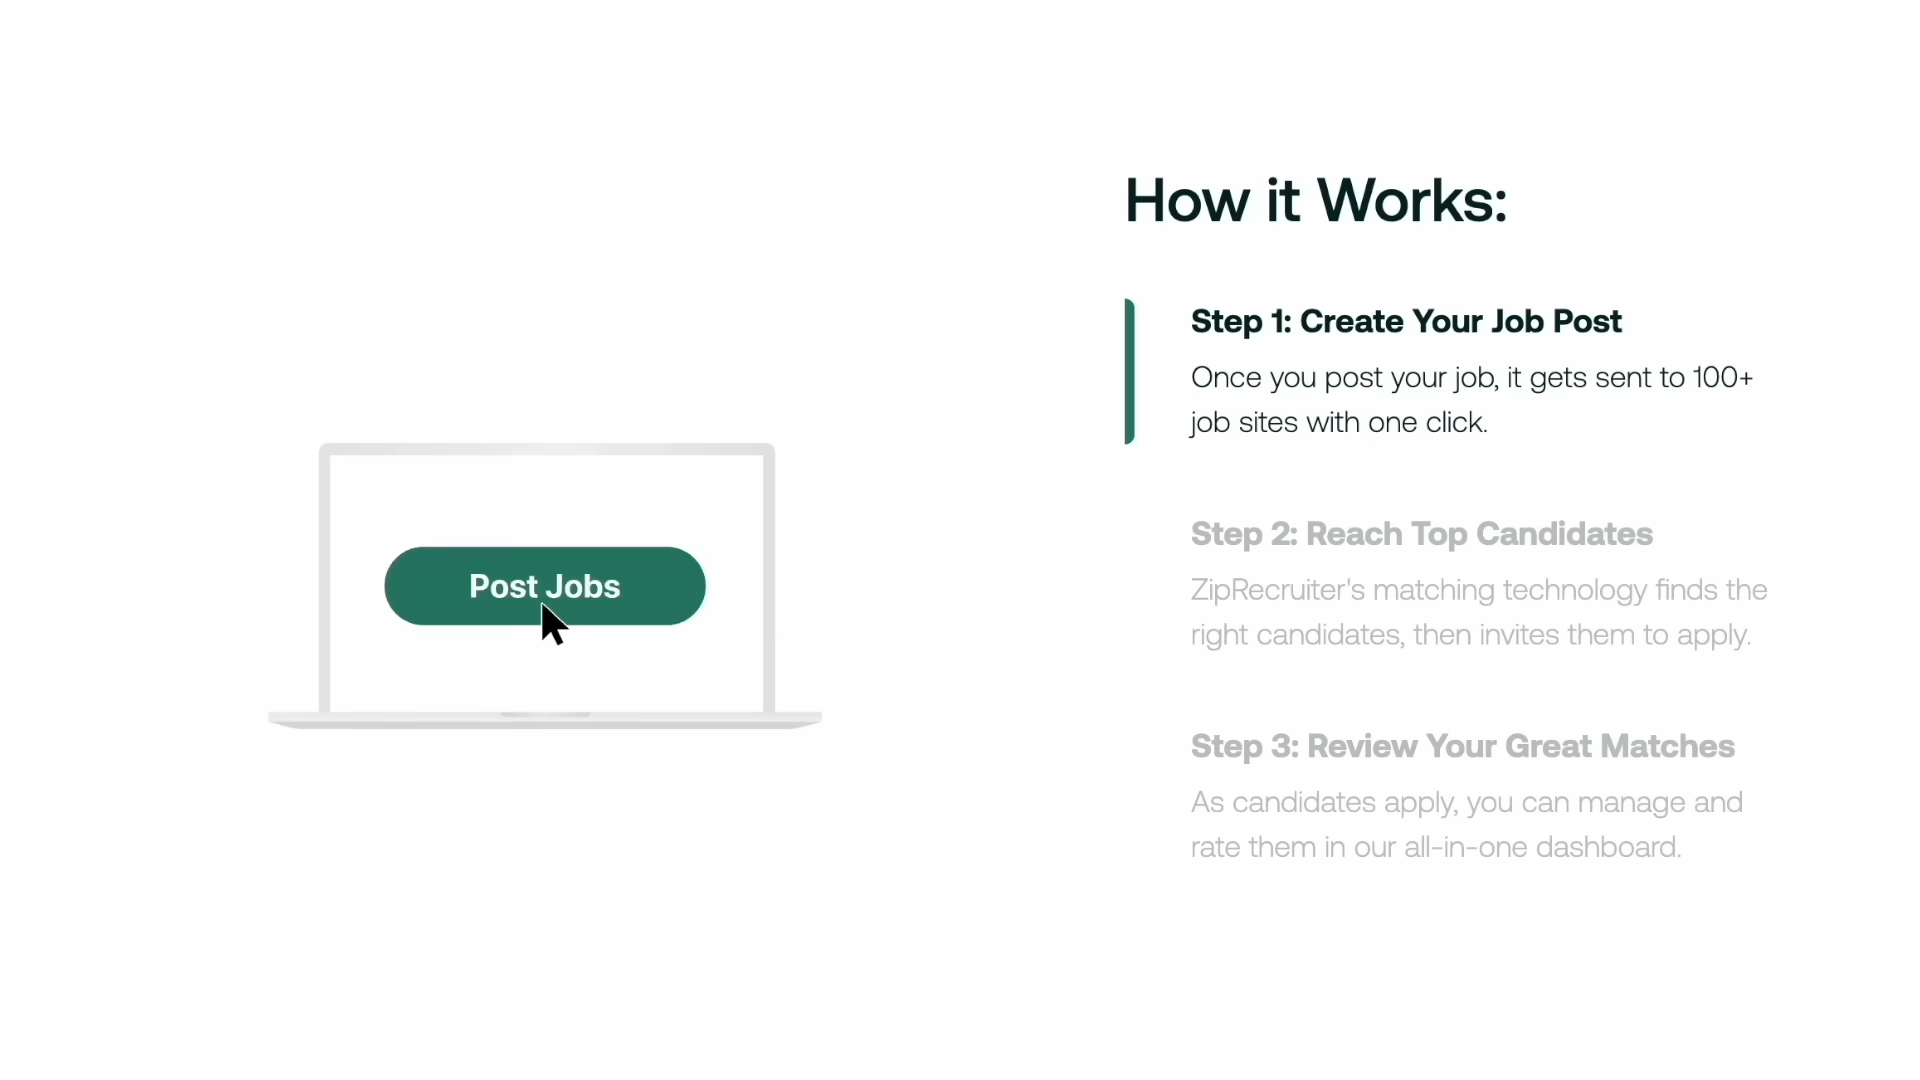 How it Works:
Step 1: Create Your Job Post
Once you post your job, it gets sent to 100+
job sites with one click.
Post Jobs
Step 2: Reach Top Candidates
ZipRecruiter's matching technology finds the
right candidates, then invites them to apply.
Step 3: Review Your Great Matches
As candidates apply, you can manage and
rate them in our all-in-one dashboard.